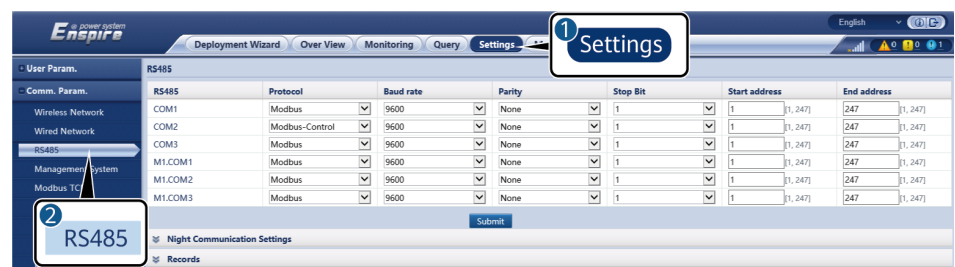 e power system
Enspire
English
Deployment Wizard Over View Monitoring Query Settings
1 Settings
0 0 1
User Param.
RS485
Comm. Param.
RS485 Protocol Baud rate Parity Stop Bit Start address End address
Wireless Network
COM1 Modbus 9600 None 1 1 [1, 247] 247 [1, 247]
Wired Network
COM2 Modbus-Control 9600 None 1 1 [1, 247] 247 [1, 247]
RS485
COM3 Modbus 9600 None 1 1 [1, 247] 247 [1, 247]
Management System
M1.COM1 Modbus 9600 None 1 1 [1, 247] 247 [1, 247]
Modbus TC
M1.COM2 Modbus 9600 None 1 1 [1, 247] 247 [1, 247]
M1.COM3 Modbus 9600 None 1 1 [1, 247] 247 [1, 247]
2 RS485
Submit
Night Communication Settings
Records